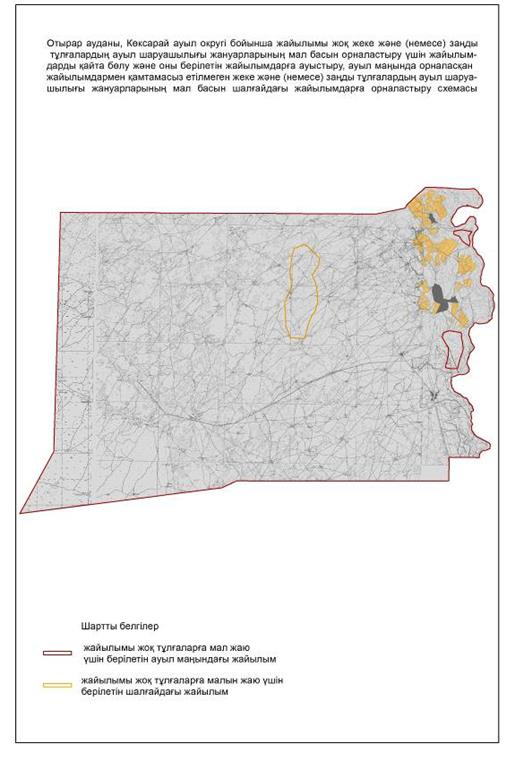 Отырар ауданы, Көксарай ауыл округі бойынша жайылымы жоқ жеке және (немесе) заңды
тұлғалардың ауыл шаруашылығы жануарларының мал басын орналастыру үшін жайылым-
дарды қайта бөлу және оны берілетін жайылымдарға ауыстыру, ауыл маңында орналасқан
жайылымдармен қамтамасыз етілмеген жеке және (немесе) заңды тұлғалардың ауыл шаруа-
шылығы жануарларының мал басын шалғайдағы жайылымдарға орналастыру схемасы
Шартты белгілер
жайылымы жоқ тұлғаларға мал жаю
үшін берілетін ауыл маңындағы жайылым
жайылымы жоқ тұлғаларға малын жаю үшін
берілетін шалғайдағы жайылым